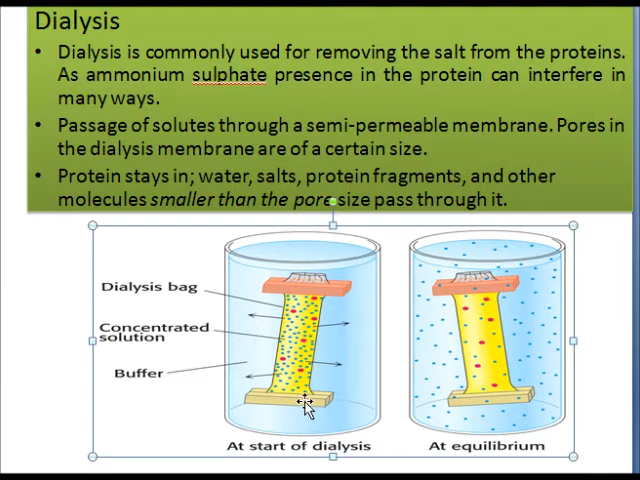 Dialysis
• Dialysis is commonly used for removing the salt from the proteins.
As ammonium sulphate presence in the protein can interfere in
many ways.
• Passage of solutes through a semi-permeable membrane. Pores in
the dialysis membrane are of a certain size.
• Protein stays in; water, salts, protein fragments, and other
molecules smaller than the pore size pass through it.
Dialysis bag
Concentrated
solution
Buffer
At start of dialysis
At equilibrium